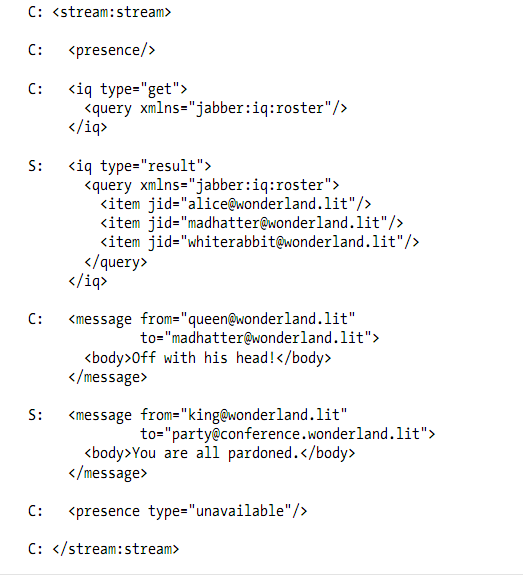 C: <stream:stream>
C:   <presence/>
C:   <iq type="get">
       <query xmlns="jabber:iq:roster"/>
     </iq>
S:   <iq type="result">
       <query xmlns="jabber:iq:roster">
         <item jid="alice@wonderland.lit"/>
         <item jid="madhatter@wonderland.lit"/>
         <item jid="whiterabbit@wonderland.lit"/>
       </query>
     </iq>
C:   <message from="queen@wonderland.lit"
              to="madhatter@wonderland.lit">
       <body>Off with his head!</body>
     </message>
S:   <message from="king@wonderland.lit"
              to="party@conference.wonderland.lit">
       <body>You are all pardoned.</body>
     </message>
C:   <presence type="unavailable"/>
C: </stream:stream>